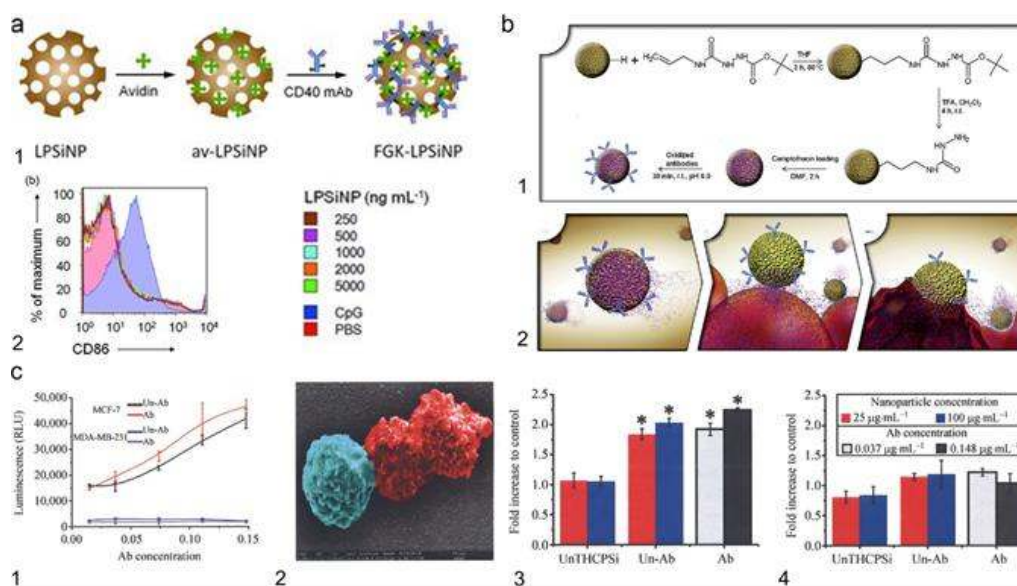 a
Avidin
CD40 mAb
LPSiNP
av-LPSiNP
FGK-LPSiNP
1
(b)
% of maximum
100
80
60
40
20
0
10⁰ 10¹ 10² 10³ 10⁴
CD86
2
LPSiNP (ng mL⁻¹)
250
500
1000
2000
5000
CpG
PBS
b
H
+
THF
2 h, 80°C
TFA, CH₂Cl₂
4 h, r.t.
Camptothecin loading
DMF, 2 h
Oxidized
antibodies
1
2
c
Luminescence (RLU)
50,000
40,000
30,000
20,000
10,000
0
MCF-7
Un-Ab
Ab
MDA-MB-231
Un-Ab
Ab
0.00 0.05 0.10 0.15
Ab concentration
1
2
Fold increase to control
2.5
2.0
1.5
1.0
0.5
0.0
* * * *
UnTHCPSi Un-Ab Ab
3
Fold increase to control
2.5
2.0
1.5
1.0
0.5
0.0
Nanoparticle concentration
25 µg·mL⁻¹ 100 µg·mL⁻¹
Ab concentration
0.037 µg·mL⁻¹ 0.148 µg·mL⁻¹
UnTHCPSi Un-Ab Ab
4